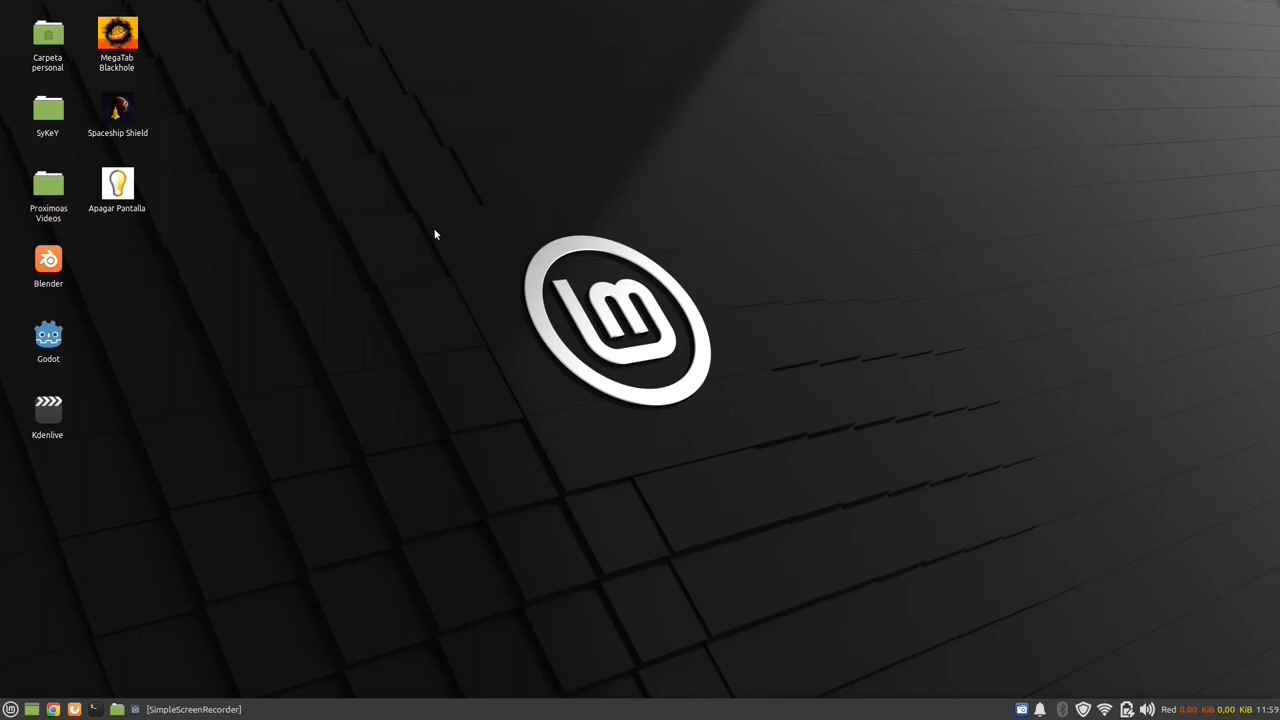 Carpeta
personal
MegaTab
Blackhole
SyKeY
Spaceship Shield
Proximoas
Videos
Apagar Pantalla
Blender
Godot
Kdenlive
[SimpleScreenRecorder]
Red 0,00 KiB 0,00 KiB 11:59